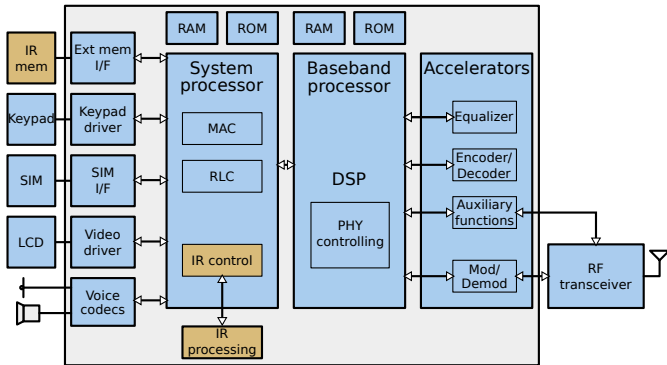 RAM
ROM
RAM
ROM
IR
mem
Ext mem
I/F
System
processor
Baseband
processor
Accelerators
Keypad
Keypad
driver
MAC
Equalizer
SIM
SIM
I/F
RLC
DSP
Encoder/
Decoder
LCD
Video
driver
IR control
PHY
controlling
Auxiliary
functions
Voice
codecs
Mod/
Demod
RF
transceiver
IR
processing